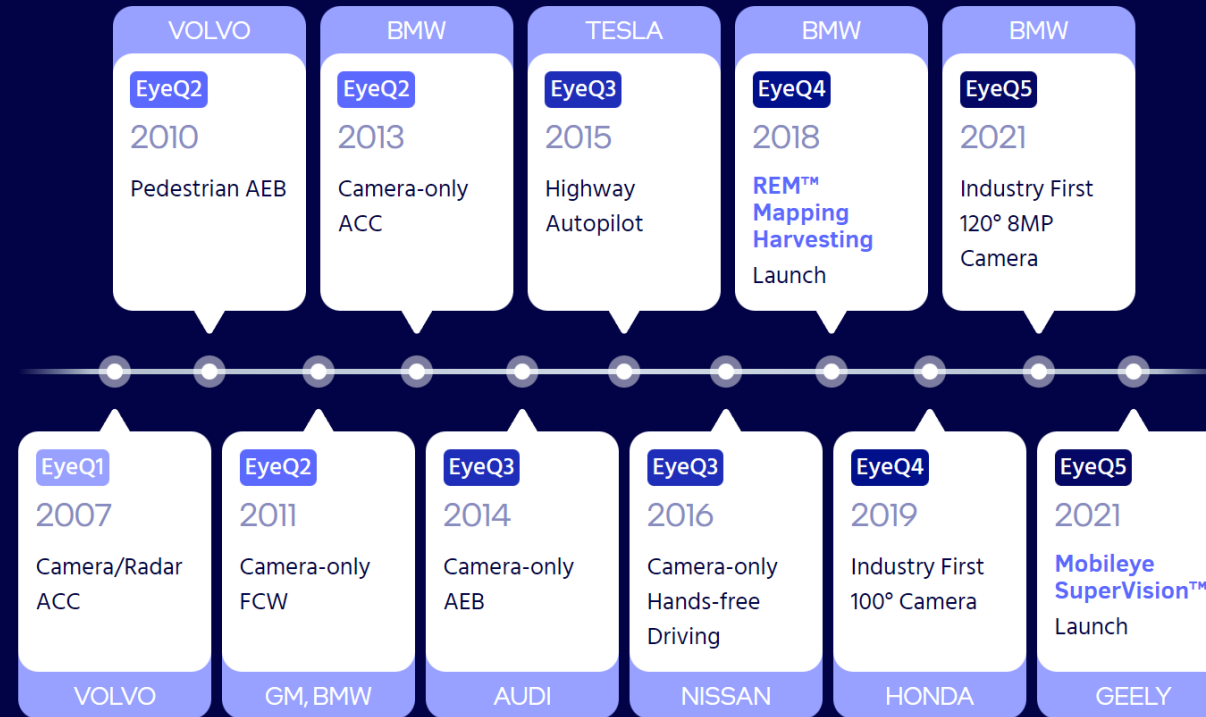 VOLVO
EyeQ2
2010
Pedestrian AEB
BMW
EyeQ2
2013
Camera-only
ACC
TESLA
EyeQ3
2015
Highway
Autopilot
BMW
EyeQ4
2018
REM™
Mapping
Harvesting
Launch
BMW
EyeQ5
2021
Industry First
120° 8MP
Camera
EyeQ1
2007
Camera/Radar
ACC
VOLVO
EyeQ2
2011
Camera-only
FCW
GM, BMW
EyeQ3
2014
Camera-only
AEB
AUDI
EyeQ3
2016
Camera-only
Hands-free
Driving
NISSAN
EyeQ4
2019
Industry First
100° Camera
HONDA
EyeQ5
2021
Mobileye
SuperVision™
Launch
GEELY